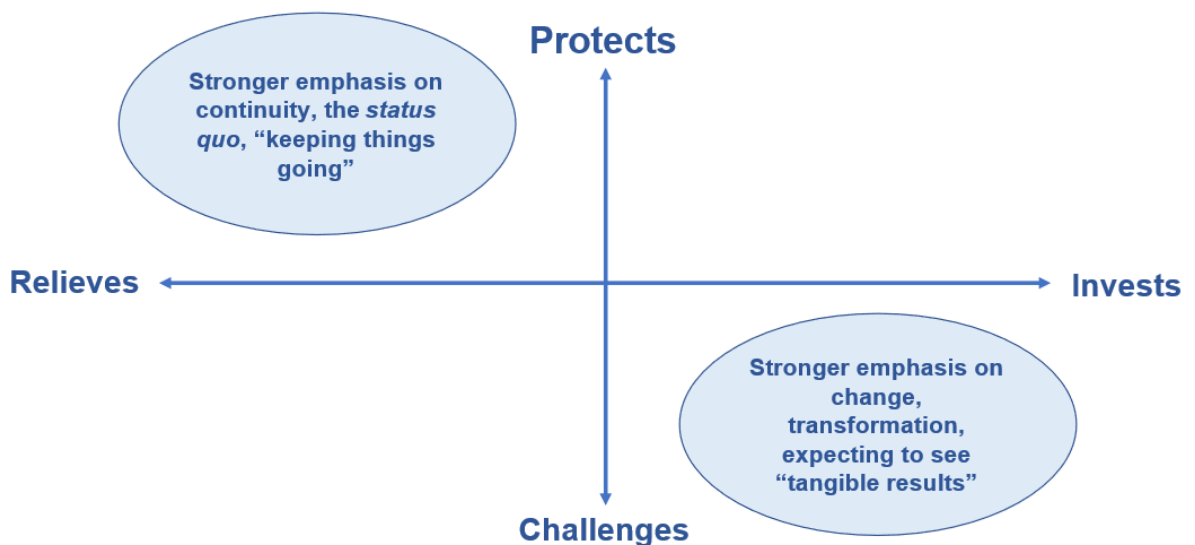 Protects
Stronger emphasis on
continuity, the status
quo, “keeping things
going”
Relieves
Invests
Stronger emphasis on
change,
transformation,
expecting to see
“tangible results”
Challenges